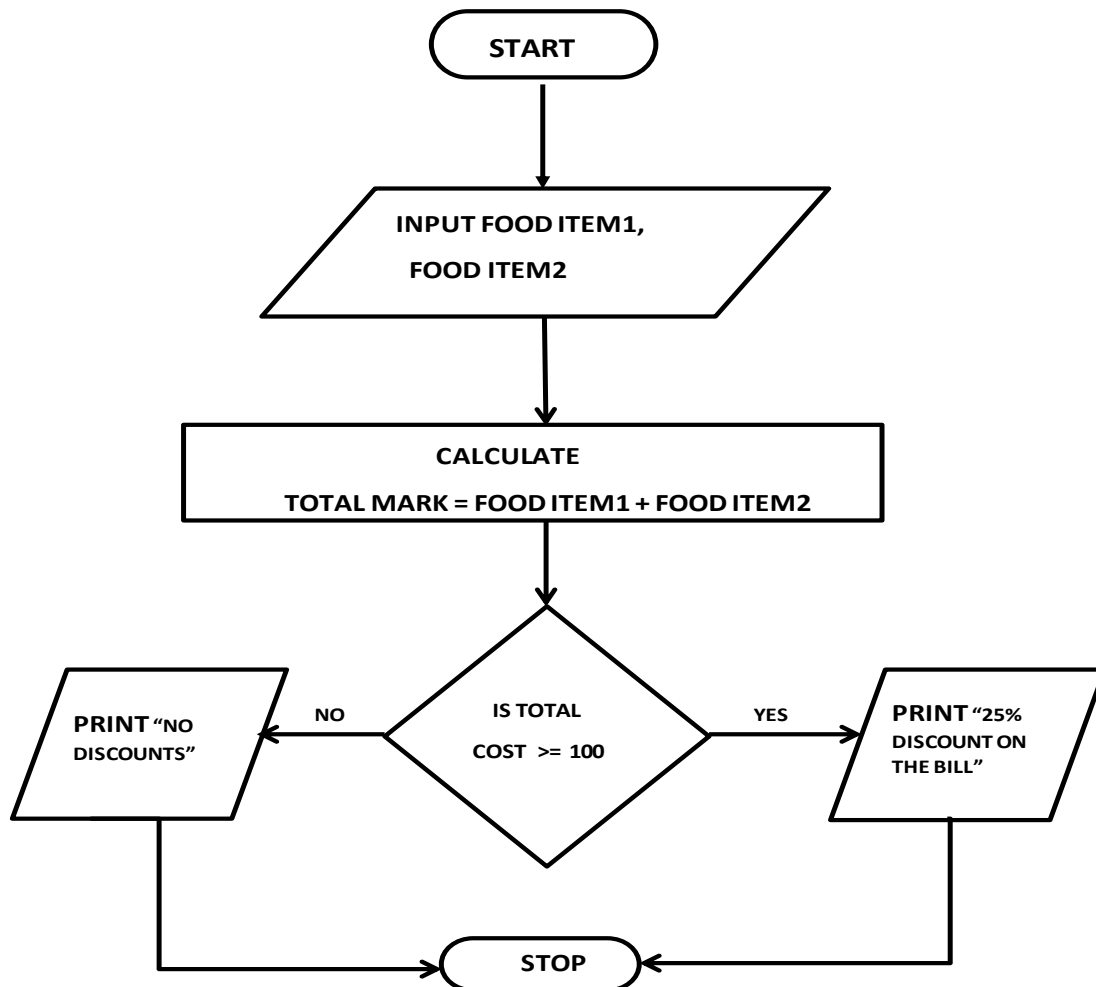 START
INPUT FOOD ITEM1,
FOOD ITEM2
CALCULATE
TOTAL MARK = FOOD ITEM1 + FOOD ITEM2
IS TOTAL
COST >= 100
NO
YES
PRINT “NO
DISCOUNTS”
PRINT “25%
DISCOUNT ON
THE BILL”
STOP